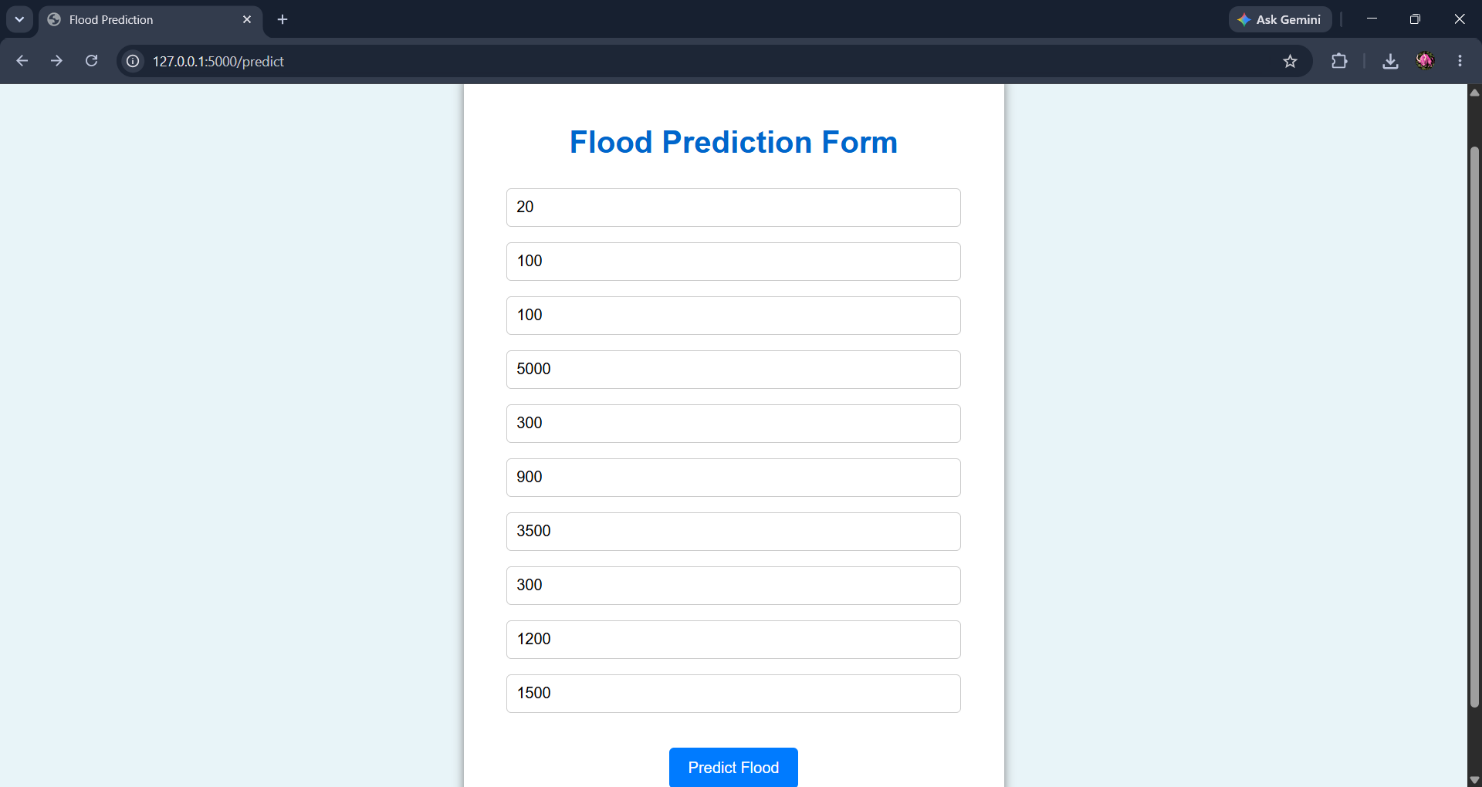 Flood Prediction
Ask Gemini
127.0.0.1:5000/predict
Flood Prediction Form
20
100
100
5000
300
900
3500
300
1200
1500
Predict Flood